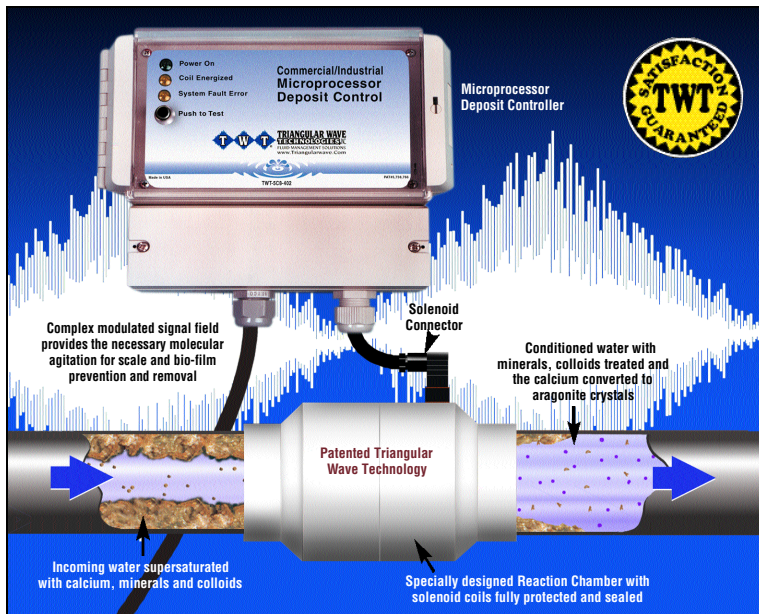 Power On
Coil Energized
System Fault Error
Push to Test
Commercial/Industrial
Microprocessor
Deposit Control
TWT
TRIANGULAR WAVE
TECHNOLOGIES
FLUID MANAGEMENT SOLUTIONS
www.Triangularwave.Com
Made in USA
TWT-SCS-402
Microprocessor
Deposit Controller
SATISFACTION
TWT
GUARANTEED
Complex modulated signal field
provides the necessary molecular
agitation for scale and bio-film
prevention and removal
Solenoid
Connector
Conditioned water with
minerals, colloids treated and
the calcium converted to
aragonite crystals
Patented Triangular
Wave Technology
Incoming water supersaturated
with calcium, minerals and colloids
Specially designed Reaction Chamber with
solenoid coils fully protected and sealed